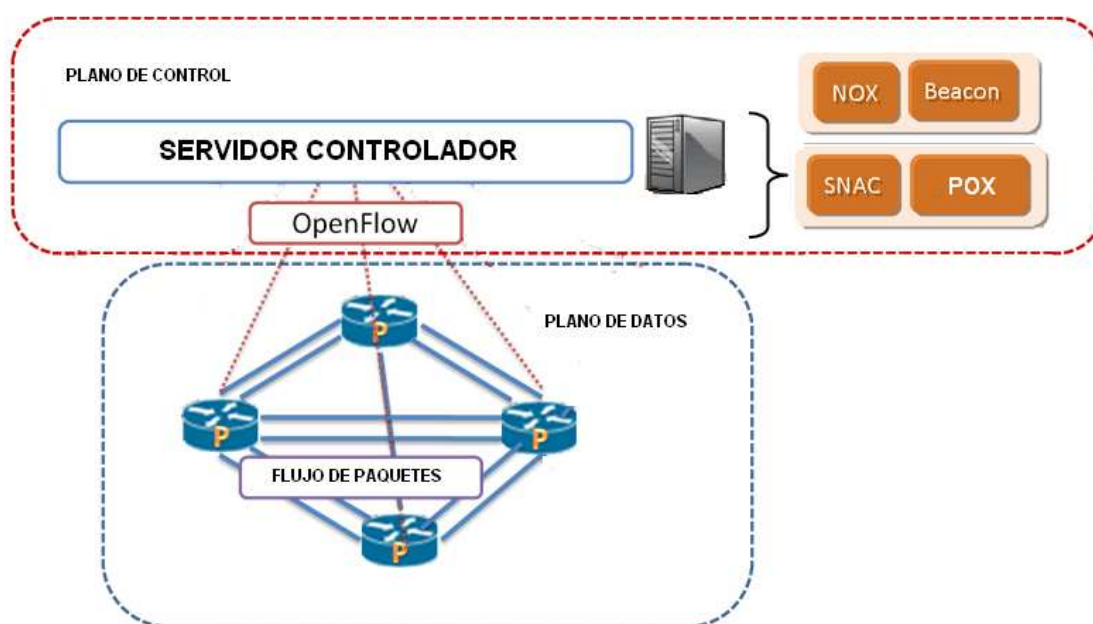 PLANO DE CONTROL
SERVIDOR CONTROLADOR
NOX
Beacon
SNAC
POX
OpenFlow
PLANO DE DATOS
P
P
P
FLUJO DE PAQUETES
P